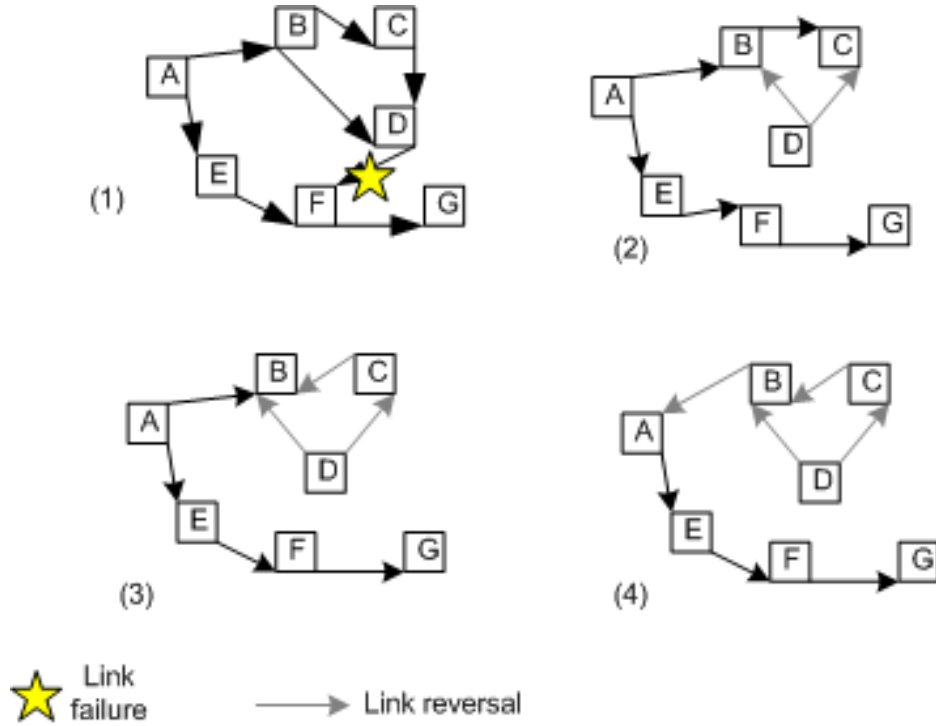 B C
A
D
E
F G
(1)
B C
A
D
E
F G
(2)
B C
A
D
E
F G
(3)
B C
A
D
E
F G
(4)
Link
failure
Link reversal